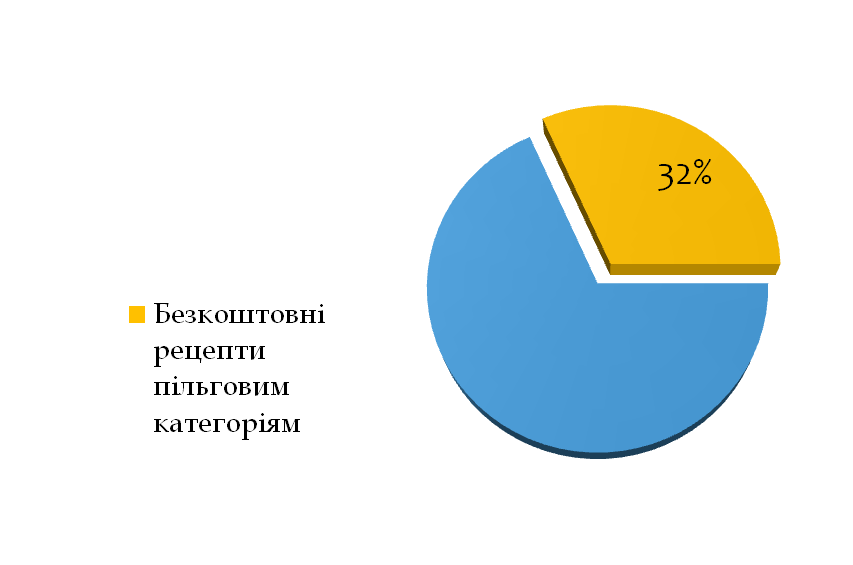 32%
Безкоштовні
рецепти
пільговим
категоріям